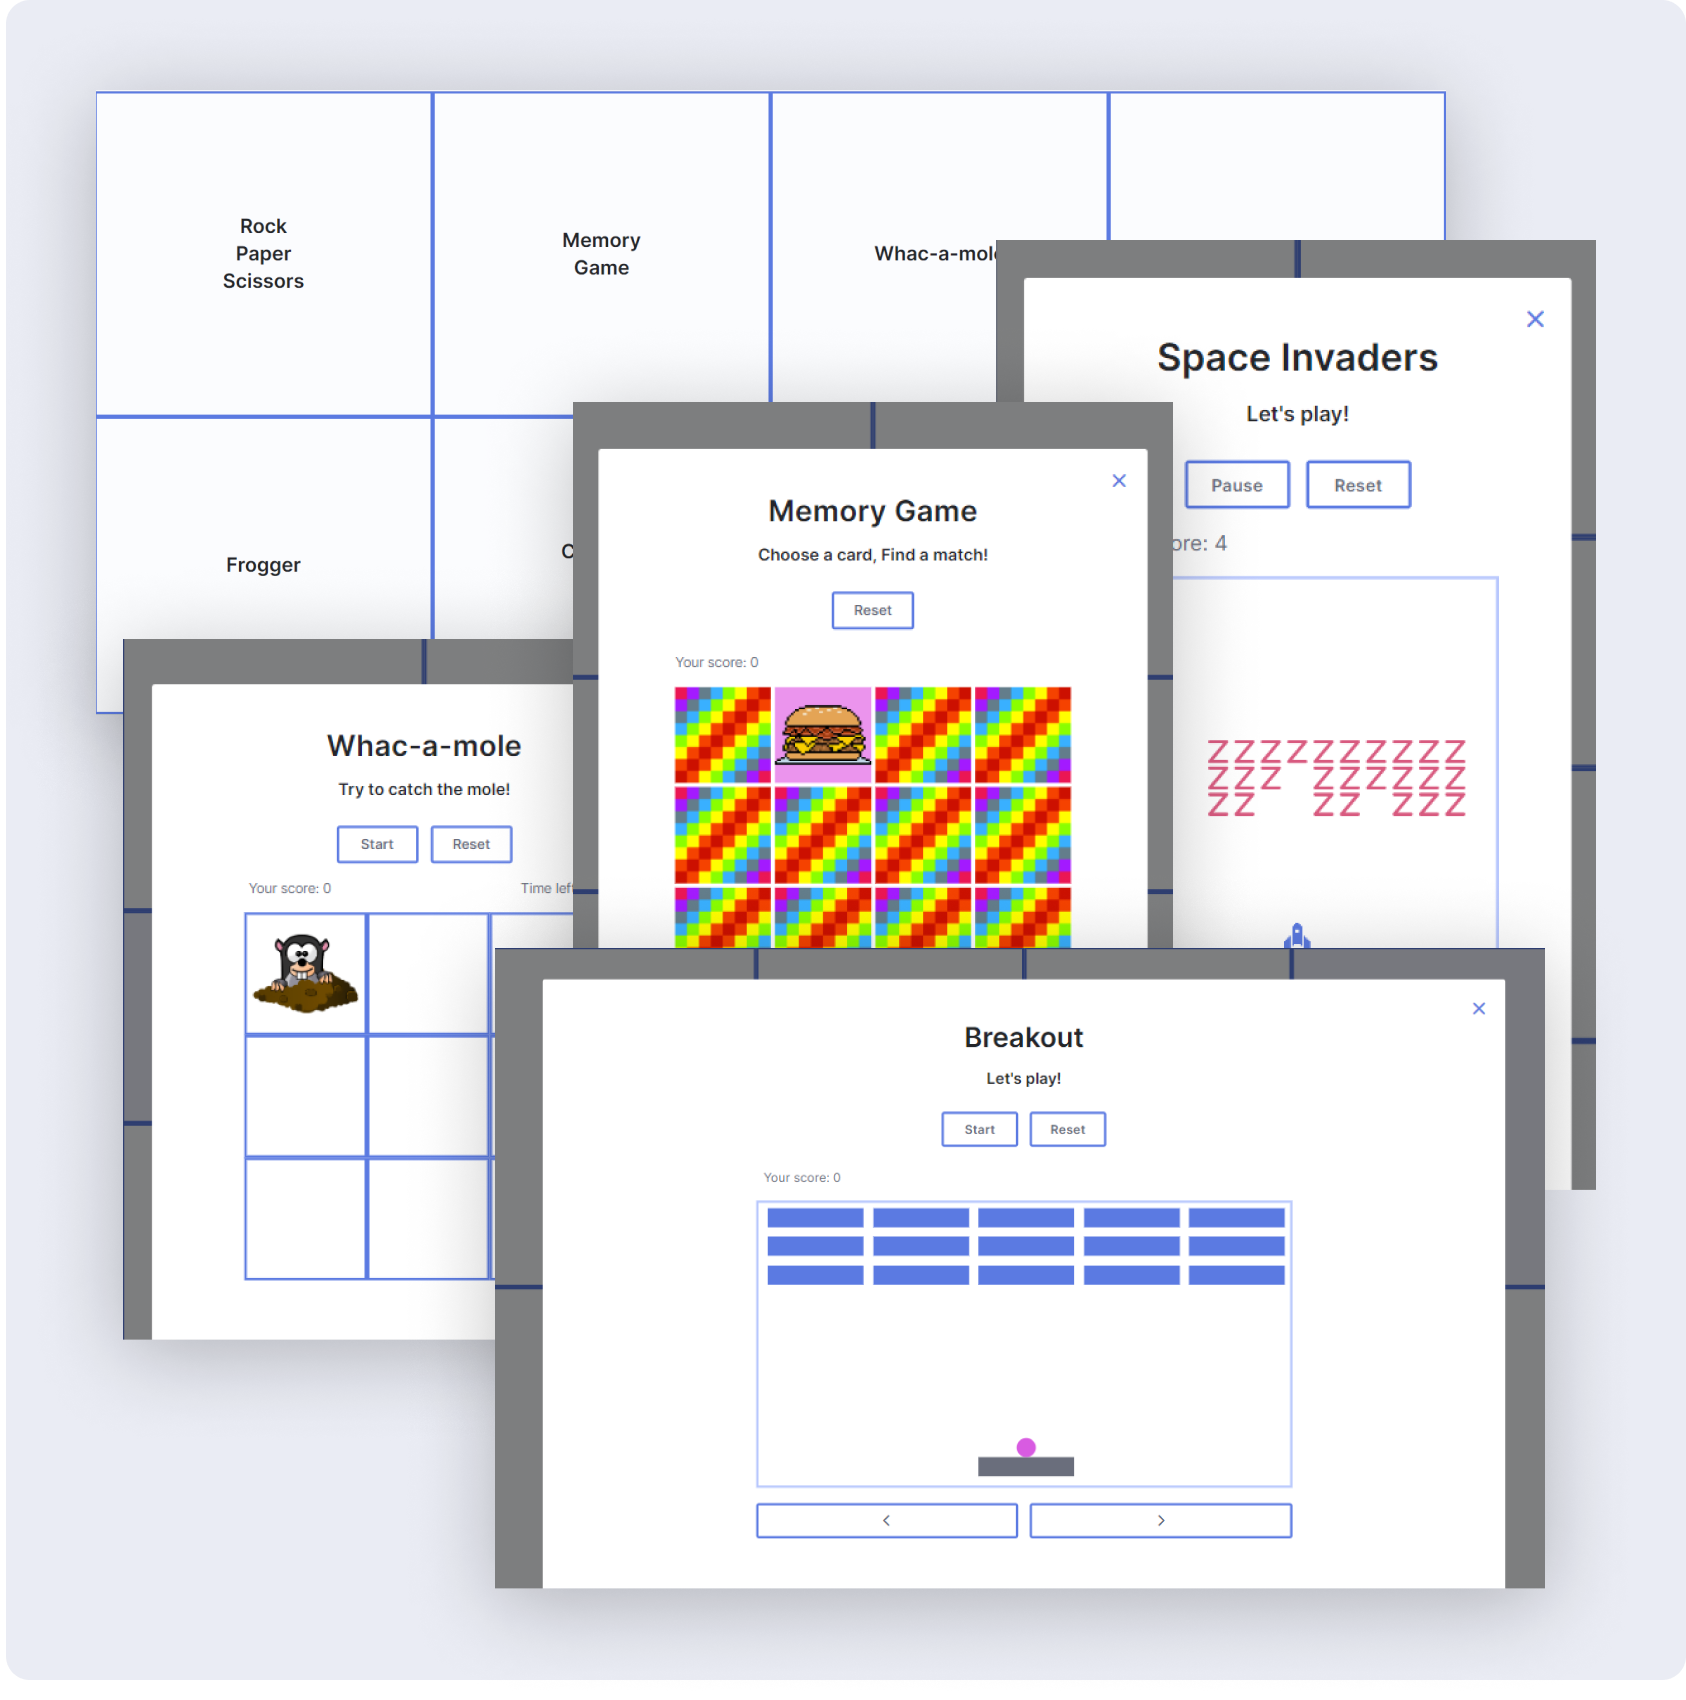 Rock
Paper
Scissors
Memory
Game
Whac-a-mole
Frogger
Space Invaders
Let's play!
Pause
Reset
ore: 4
ZZZZZZZZZZ
ZZZ ZZZZZZ
ZZ ZZ ZZZ
Memory Game
Choose a card, Find a match!
Reset
Your score: 0
Whac-a-mole
Try to catch the mole!
Start
Reset
Your score: 0
Time left
Breakout
Let's play!
Start
Reset
Your score: 0
<
>